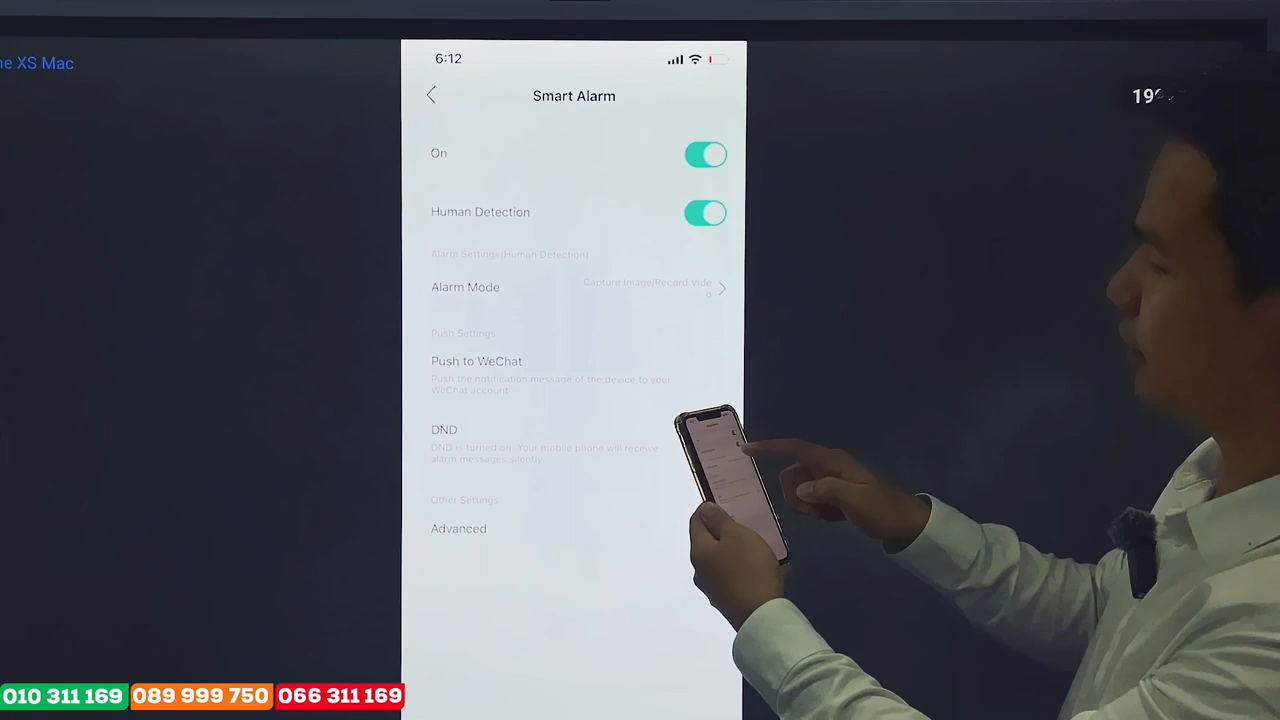 ne XS Mac
6:12
Smart Alarm
On
Human Detection
Alarm Settings(Human Detection)
Alarm Mode
Capture Image/Record Vide
o
Push Settings
Push to WeChat
Push the notification message of the device to your
WeChat account
DND
DND is turned on. Your mobile phone will receive
alarm messages silently
Other Settings
Advanced
010 311 169
089 999 750
066 311 169